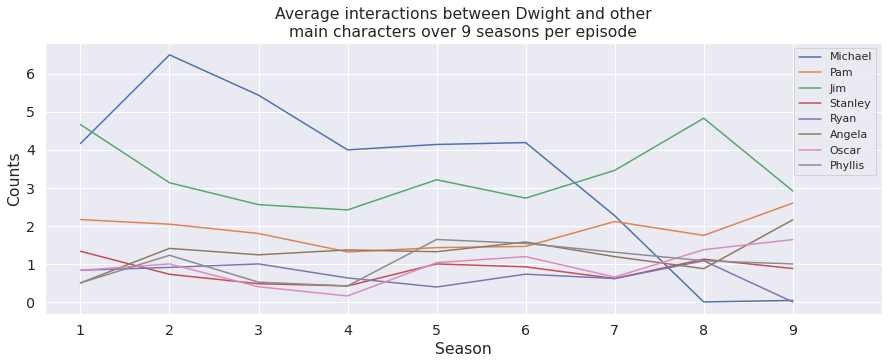 Average interactions between Dwight and other
main characters over 9 seasons per episode
Counts
6
5
4
3
2
1
0
1 2 3 4 5 6 7 8 9
Season
Michael
Pam
Jim
Stanley
Ryan
Angela
Oscar
Phyllis